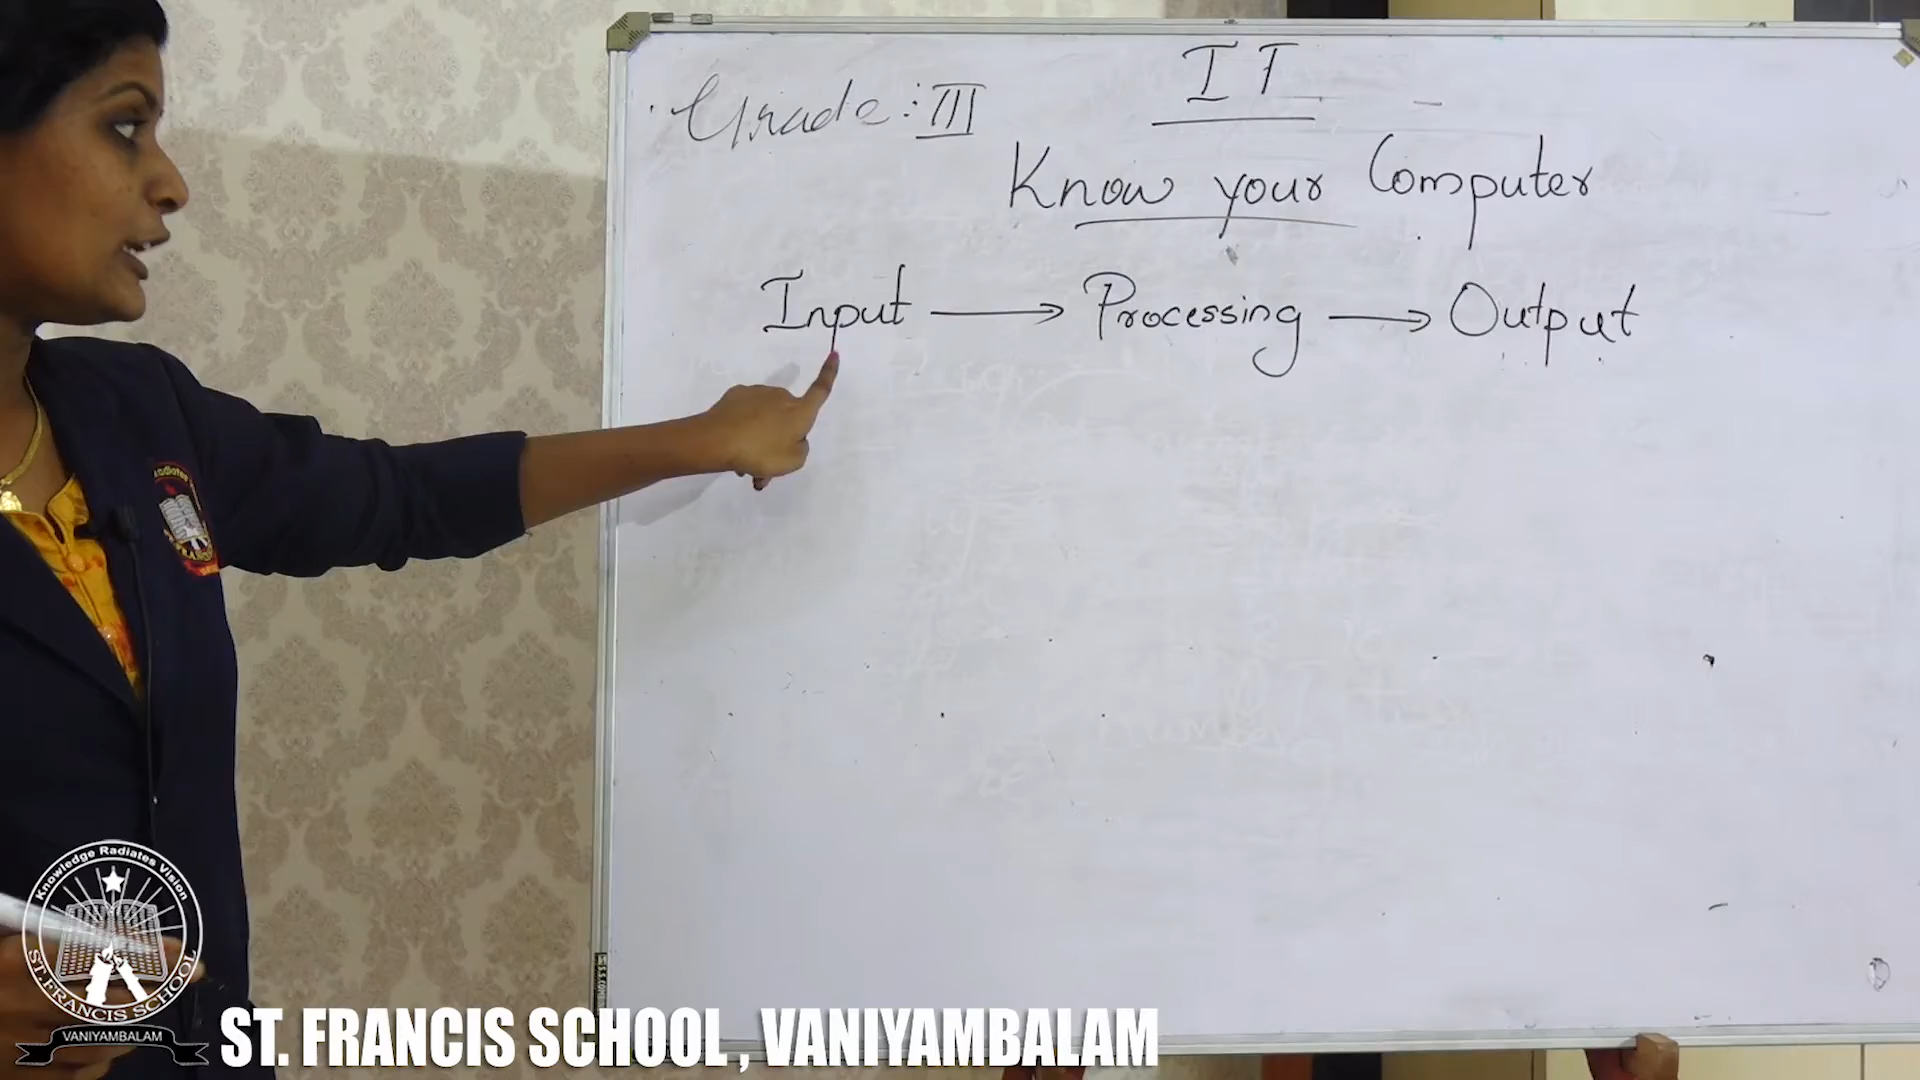 IT
Grade: III
Know your Computer
Input → Processing → Output
Knowledge Radiates Vision
ST. FRANCIS SCHOOL
VANIYAMBALAM
ST. FRANCIS SCHOOL, VANIYAMBALAM